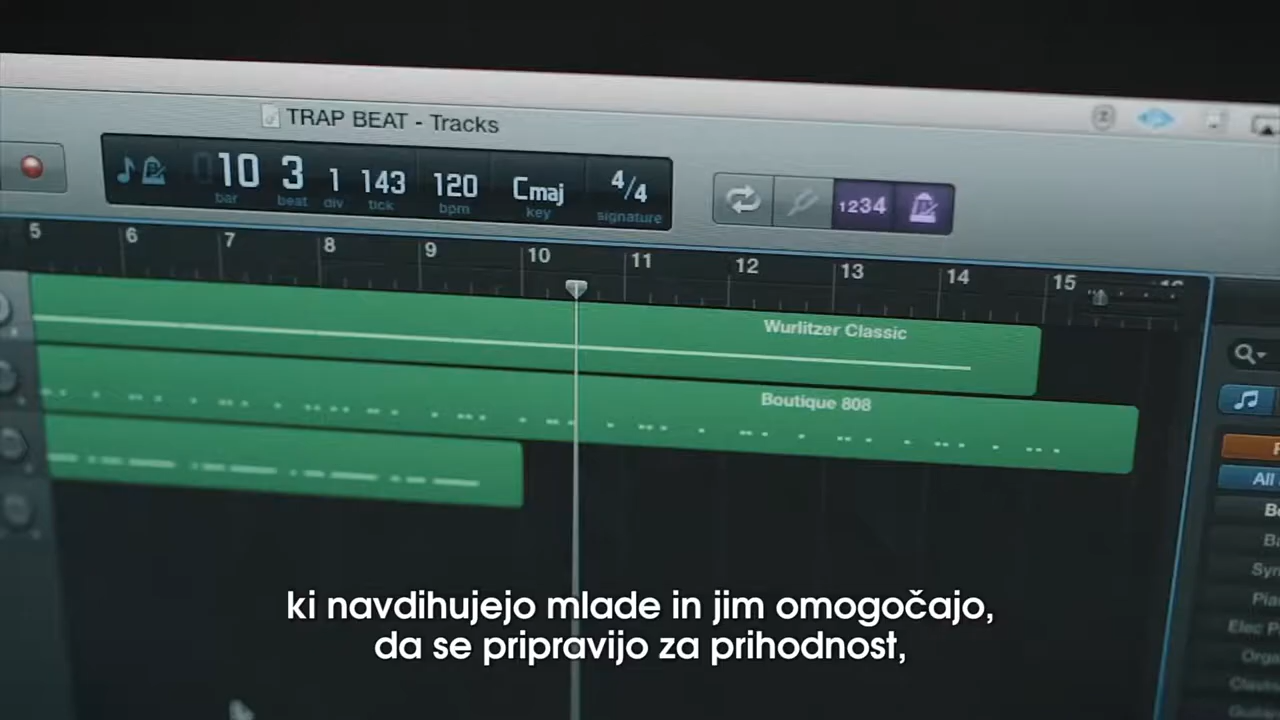 TRAP BEAT - Tracks
10 3 1 143 120 Cmaj 4/4
bar beat div tick bpm key signature
1234
5 6 7 8 9 10 11 12 13 14 15
Wurlitzer Classic
Boutique 808
All
ki navdihujejo mlade in jim omogočajo,
da se pripravijo za prihodnost,